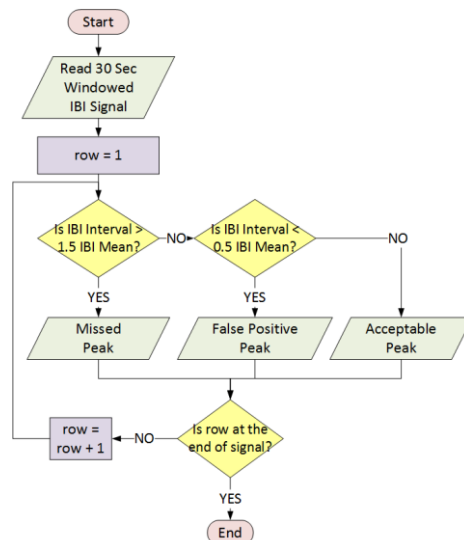 Start
Read 30 Sec
Windowed
IBI Signal
row = 1
Is IBI Interval >
1.5 IBI Mean?
NO
Is IBI Interval <
0.5 IBI Mean?
NO
YES
YES
Missed
Peak
False Positive
Peak
Acceptable
Peak
row =
row + 1
NO
Is row at the
end of signal?
YES
End